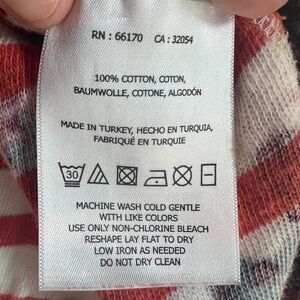 RN : 66170 CA : 32054
100% COTTON, COTON,
BAUMWOLLE, COTONE, ALGODÓN
MADE IN TURKEY, HECHO EN TURQUIA,
FABRIQUÉ EN TURQUIE
30
MACHINE WASH COLD GENTLE
WITH LIKE COLORS
USE ONLY NON-CHLORINE BLEACH
RESHAPE LAY FLAT TO DRY
LOW IRON AS NEEDED
DO NOT DRY CLEAN